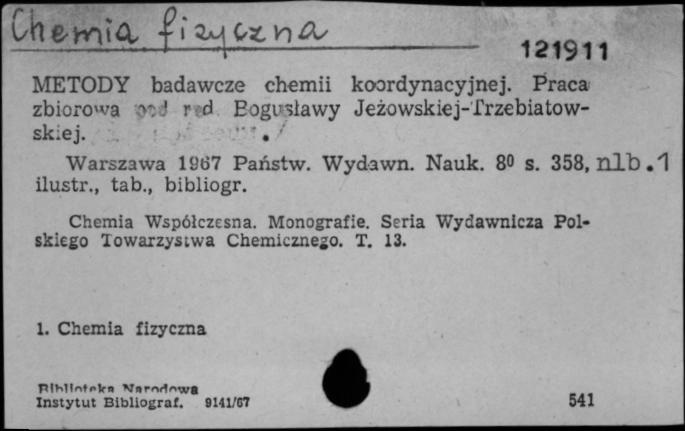 Chemia fizyczna
121911
METODY badawcze chemii koordynacyjnej. Praca
zbiorowa pod red. Bogusławy Jeżowskiej-Trzebiatow-
skiej.
Warszawa 1967 Państw. Wydawn. Nauk. 8⁰ s. 358, nlb.1
ilustr., tab., bibliogr.
Chemia Współczesna. Monografie. Seria Wydawnicza Pol-
skiego Towarzystwa Chemicznego. T. 13.
1. Chemia fizyczna
Biblioteka Narodowa
Instytut Bibliograf. 9141/67 541